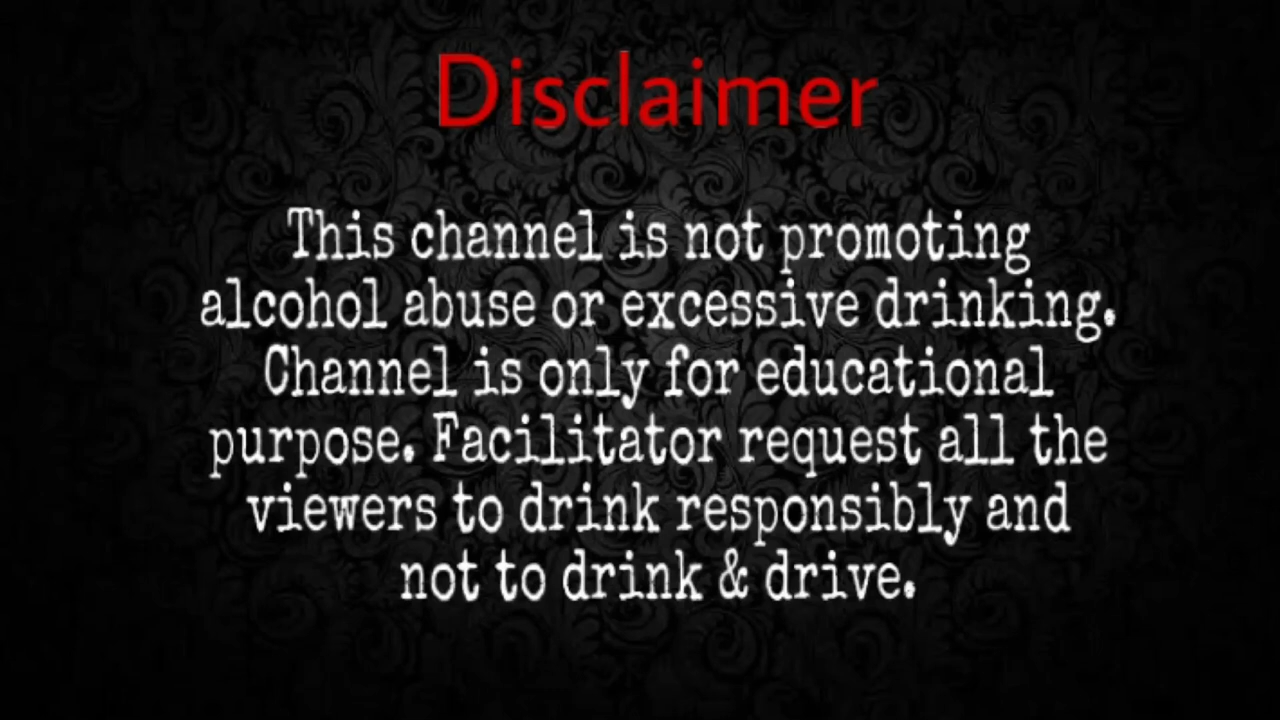 Disclaimer
This channel is not promoting
alcohol abuse or excessive drinking.
Channel is only for educational
purpose. Facilitator request all the
viewers to drink responsibly and
not to drink & drive.